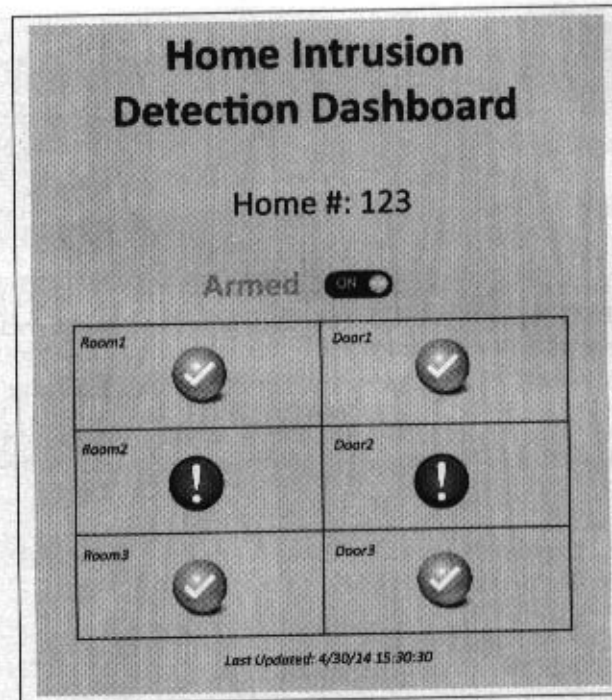 Home Intrusion
Detection Dashboard
Home #: 123
Armed ON
Room1 Door1
Room2 Door2
Room3 Door3
Last Updated: 4/30/14 15:30:30